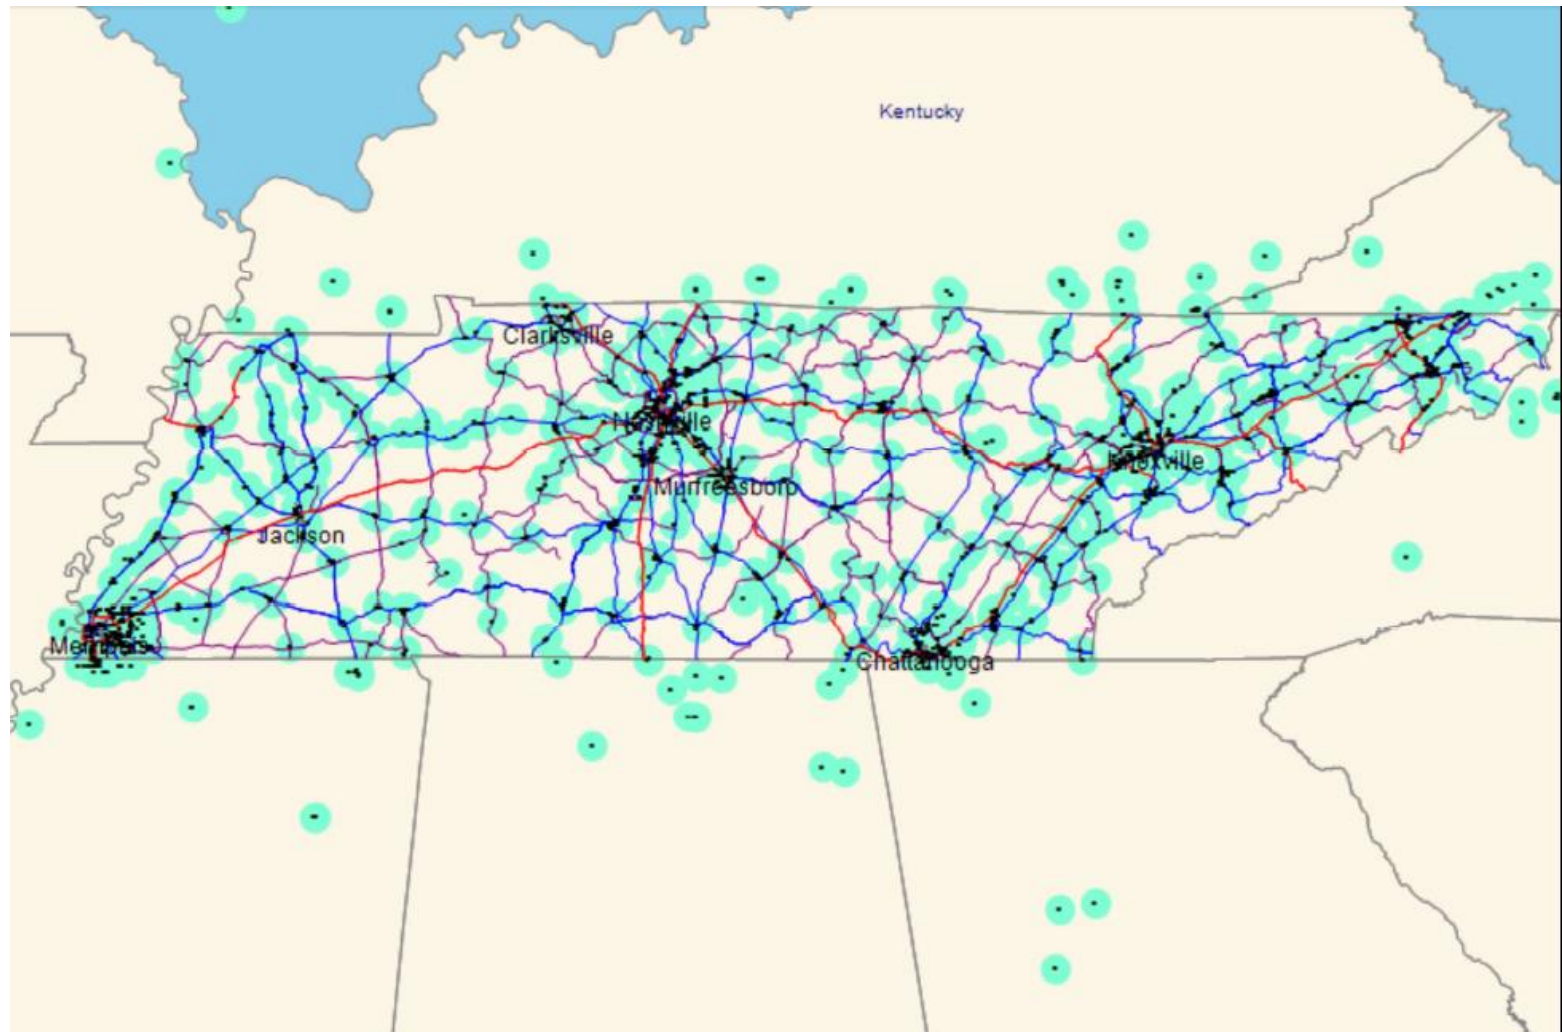 Kentucky
Clarksville
Nashville
Knoxville
Murfreesboro
Jackson
Memphis
Chattanooga